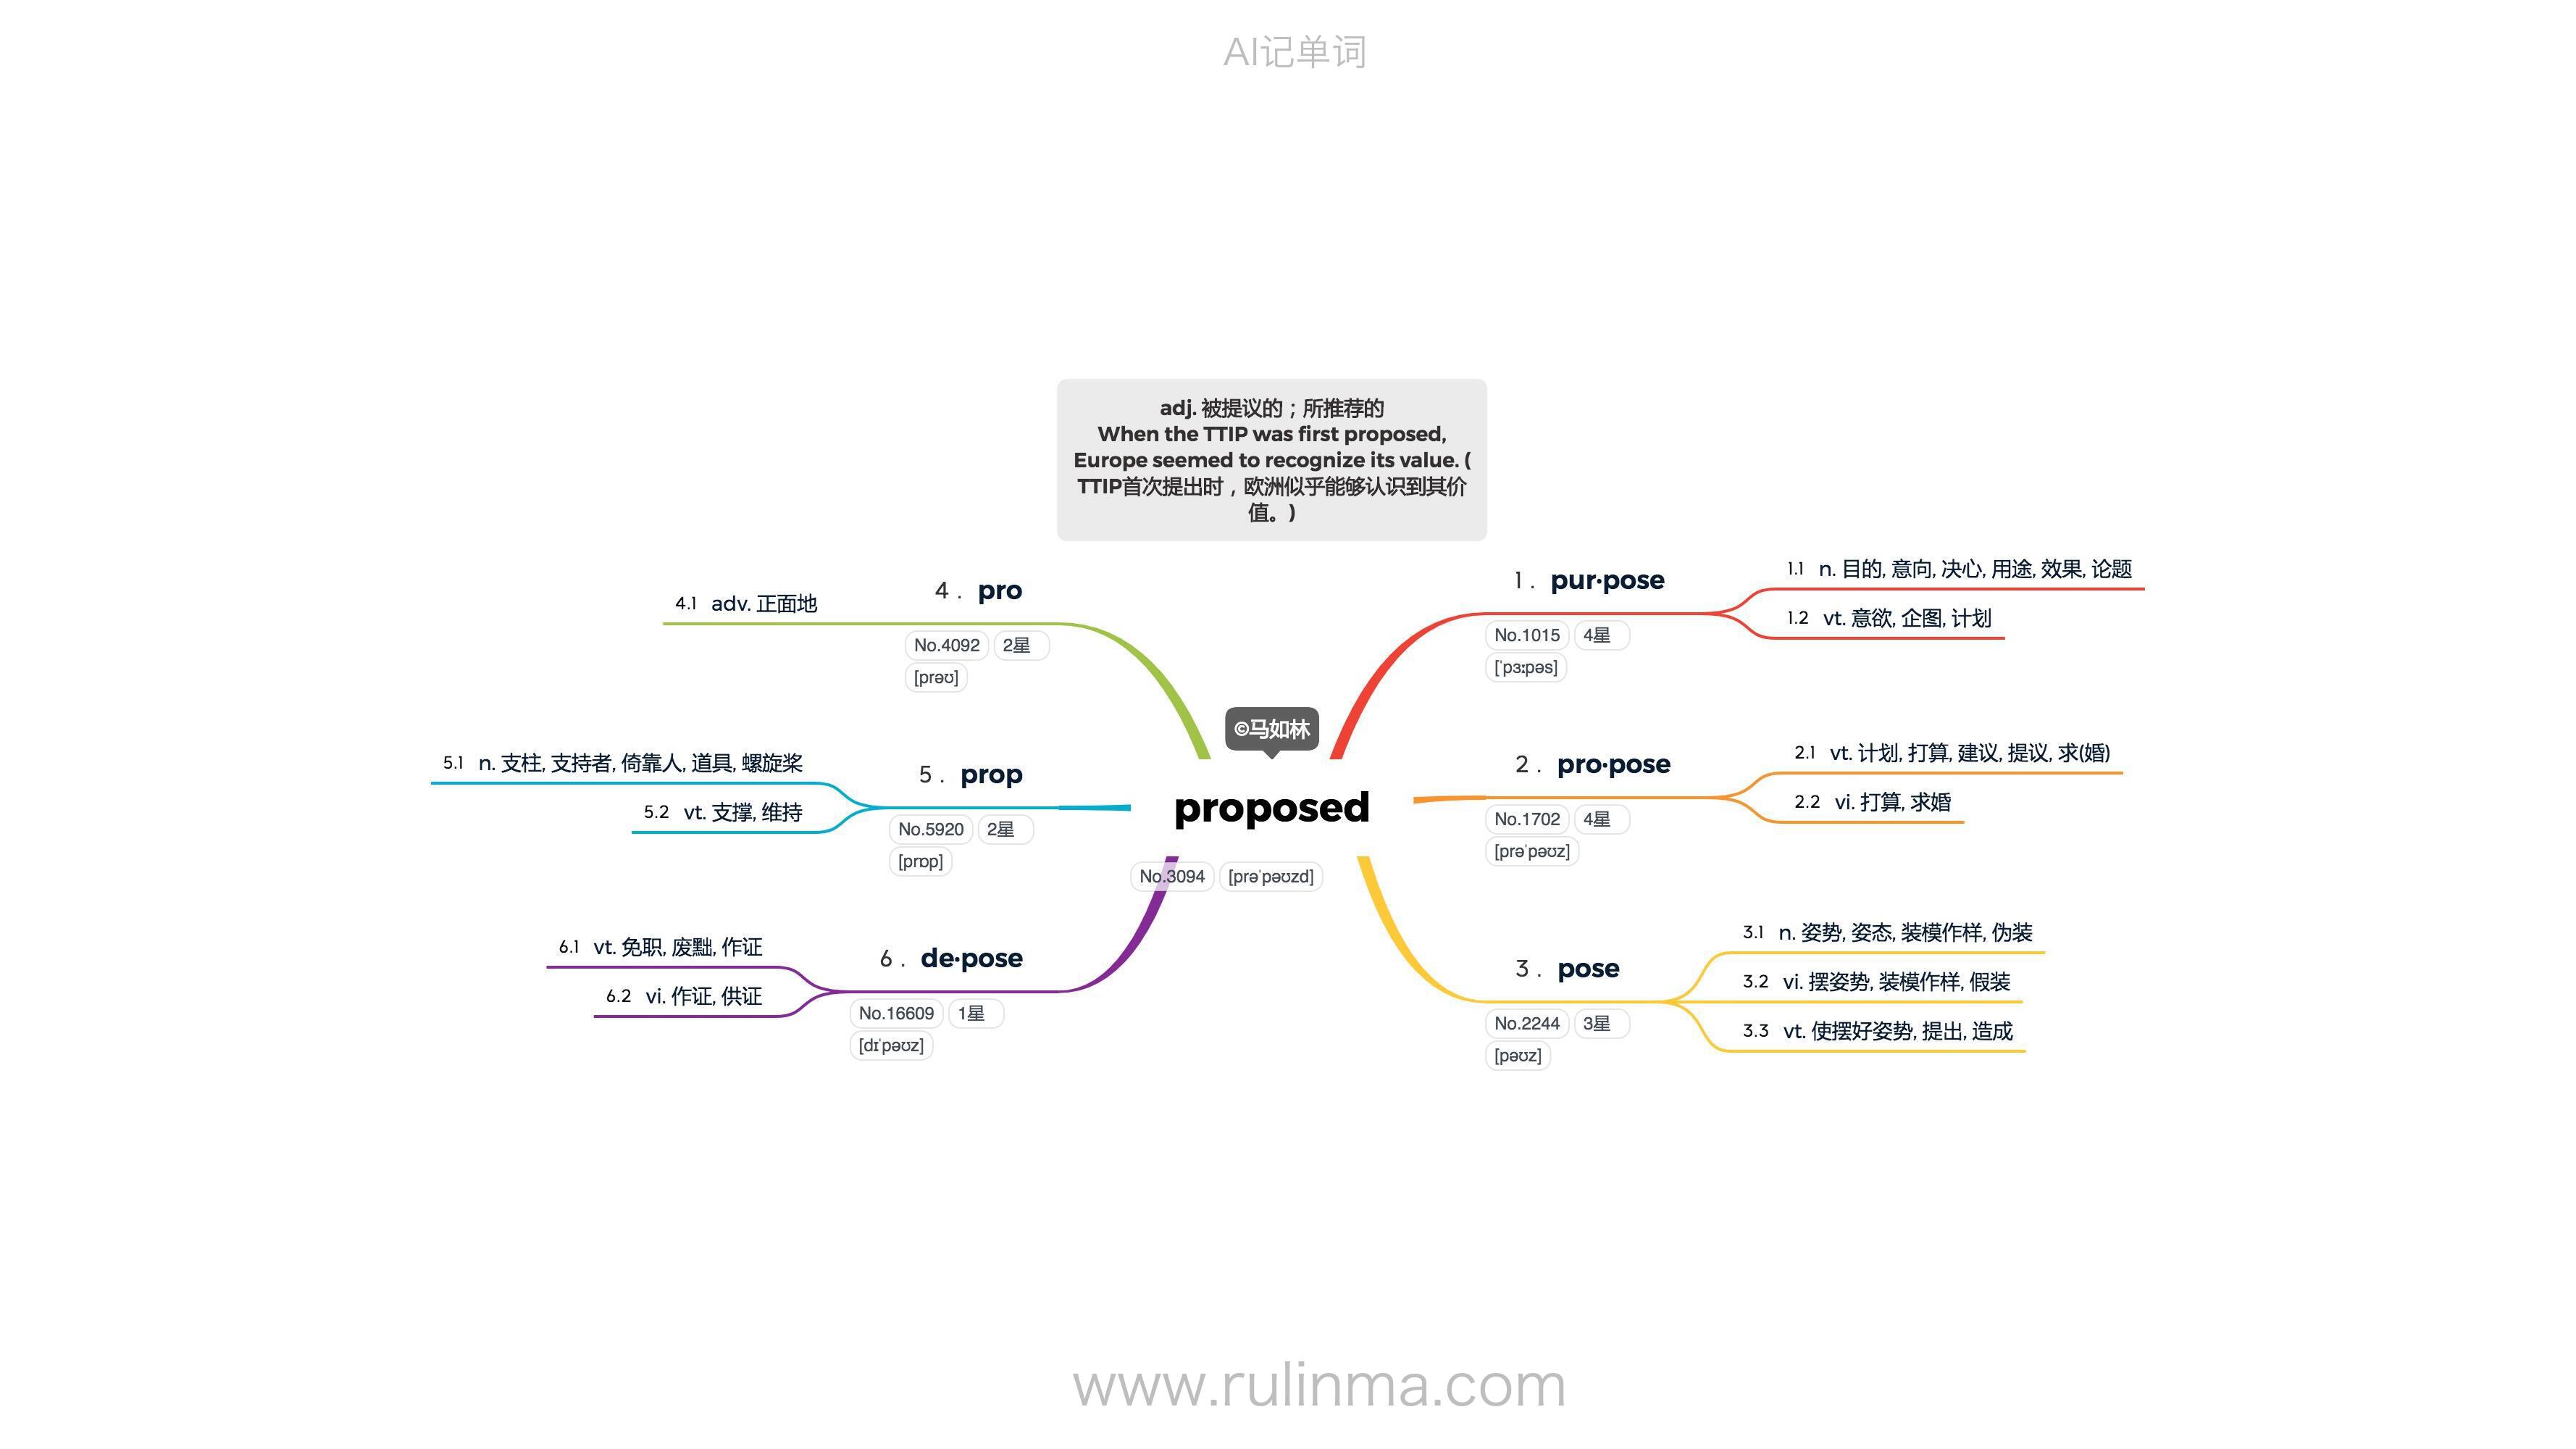 AI记单词
adj. 被提议的；所推荐的
When the TTIP was first proposed,
Europe seemed to recognize its value. (
TTIP首次提出时，欧洲似乎能够认识到其价
值。)
©马如林
proposed
No.3094 [prəˈpəʊzd]
1. pur·pose
No.1015 4星
[ˈpɜːpəs]
1.1 n. 目的, 意向, 决心, 用途, 效果, 论题
1.2 vt. 意欲, 企图, 计划
2. pro·pose
No.1702 4星
[prəˈpəʊz]
2.1 vt. 计划, 打算, 建议, 提议, 求(婚)
2.2 vi. 打算, 求婚
3. pose
No.2244 3星
[pəʊz]
3.1 n. 姿势, 姿态, 装模作样, 伪装
3.2 vi. 摆姿势, 装模作样, 假装
3.3 vt. 使摆好姿势, 提出, 造成
4. pro
No.4092 2星
[prəʊ]
4.1 adv. 正面地
5. prop
No.5920 2星
[prɒp]
5.1 n. 支柱, 支持者, 倚靠人, 道具, 螺旋桨
5.2 vt. 支撑, 维持
6. de·pose
No.16609 1星
[dɪˈpəʊz]
6.1 vt. 免职, 废黜, 作证
6.2 vi. 作证, 供证
www.rulinma.com